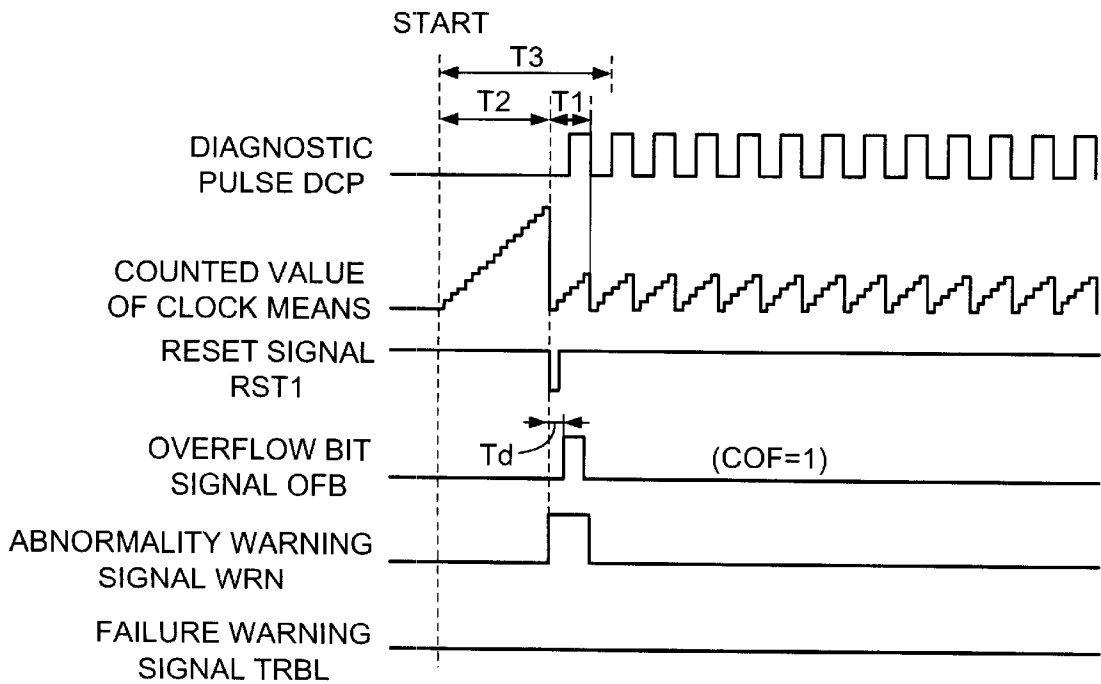 START
T3
T2
T1
DIAGNOSTIC
PULSE DCP
COUNTED VALUE
OF CLOCK MEANS
RESET SIGNAL
RST1
OVERFLOW BIT
SIGNAL OFB
Td
(COF=1)
ABNORMALITY WARNING
SIGNAL WRN
FAILURE WARNING
SIGNAL TRBL